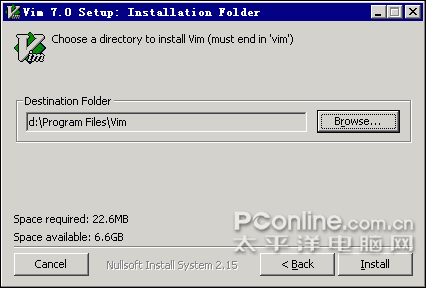 Vim 7.0 Setup: Installation Folder
Choose a directory to install Vim (must end in 'vim')
Vim
Destination Folder
d:\Program Files\Vim
Browse...
Space required: 22.6MB
Space available: 6.6GB
PConline.com.cn
太平洋电脑网
Cancel
Nullsoft Install System 2.15
< Back
Install